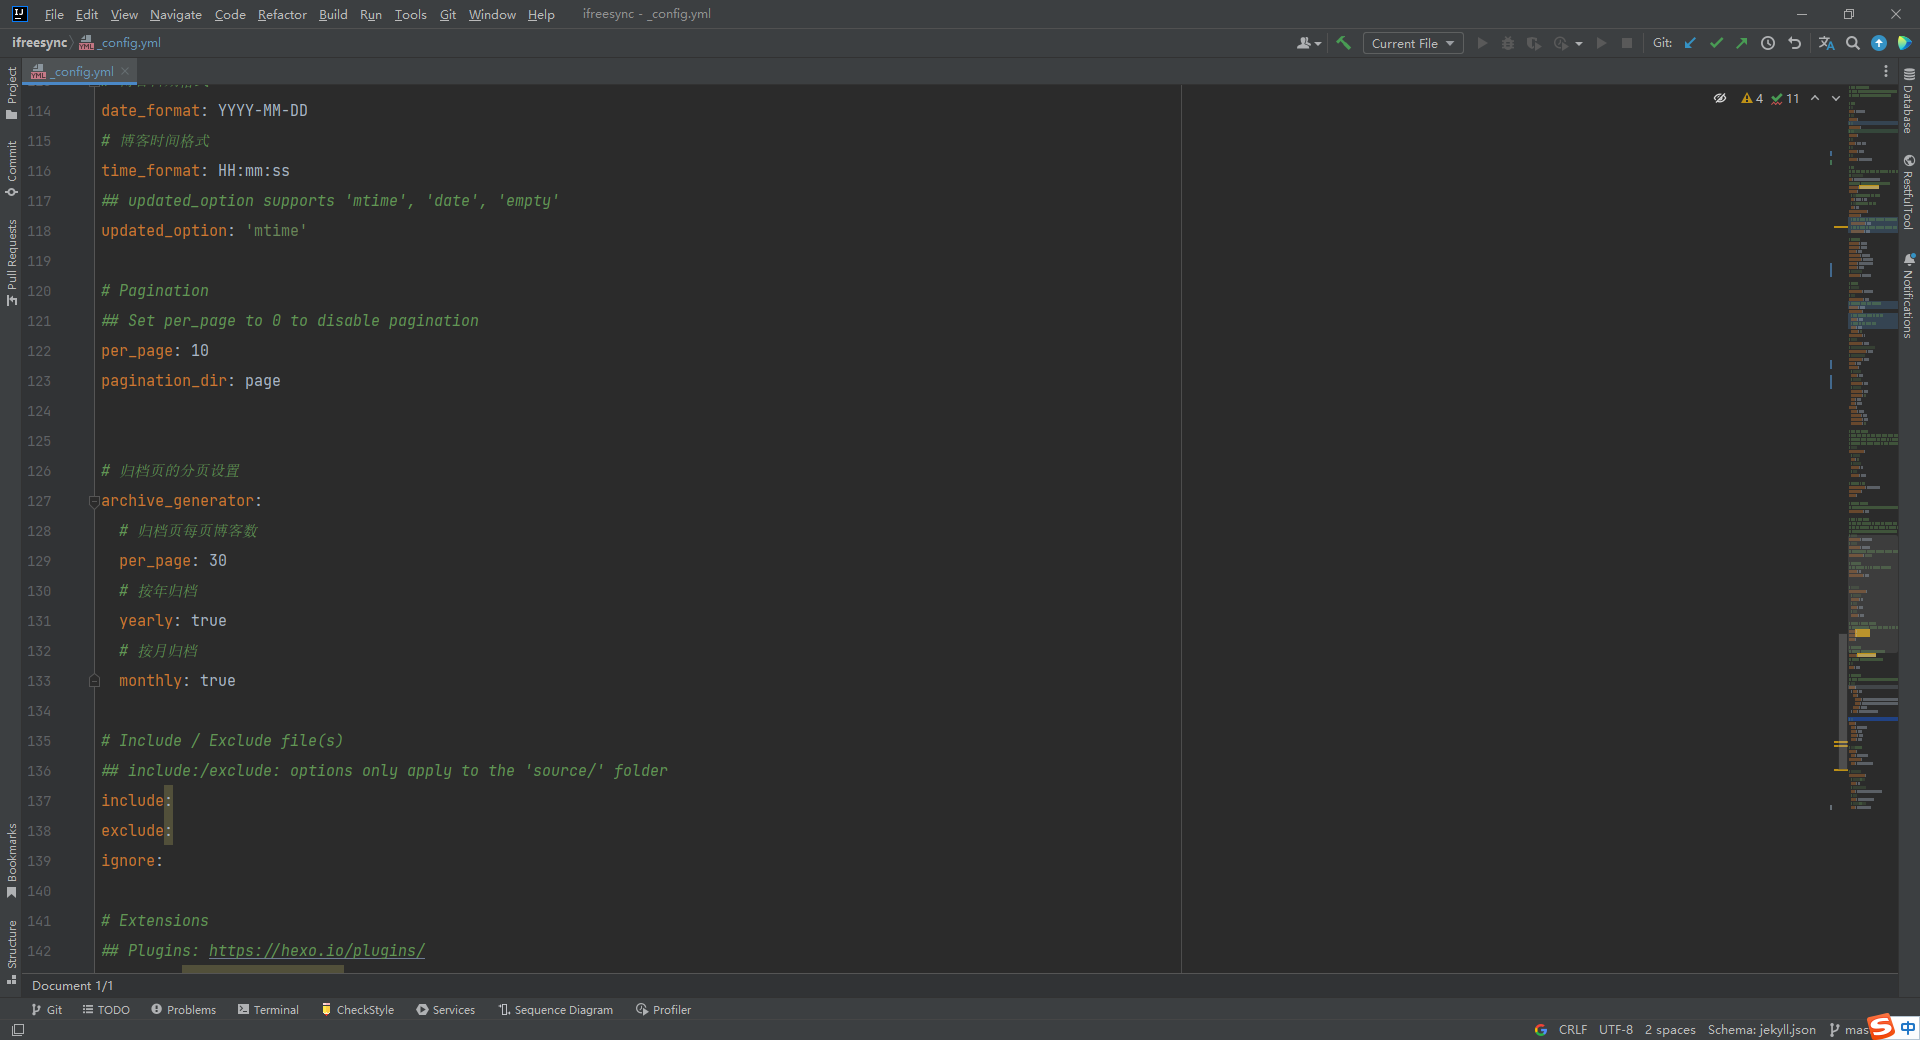 File Edit View Navigate Code Refactor Build Run Tools Git Window Help ifreesync - _config.yml
ifreesync _config.yml Current File Git:
_config.yml
114 date_format: YYYY-MM-DD
115 # 博客时间格式
116 time_format: HH:mm:ss
117 ## updated_option supports 'mtime', 'date', 'empty'
118 updated_option: 'mtime'
119
120 # Pagination
121 ## Set per_page to 0 to disable pagination
122 per_page: 10
123 pagination_dir: page
124
125
126 # 归档页的分页设置
127 archive_generator:
128 # 归档页每页博客数
129 per_page: 30
130 # 按年归档
131 yearly: true
132 # 按月归档
133 monthly: true
134
135 # Include / Exclude file(s)
136 ## include:/exclude: options only apply to the 'source/' folder
137 include:
138 exclude:
139 ignore:
140
141 # Extensions
142 ## Plugins: https://hexo.io/plugins/
4 11
Project
Commit
Pull Requests
Bookmarks
Structure
Database
RestfulTool
Notifications
Document 1/1
Git TODO Problems Terminal CheckStyle Services Sequence Diagram Profiler
CRLF UTF-8 2 spaces Schema: jekyll.json mas
中